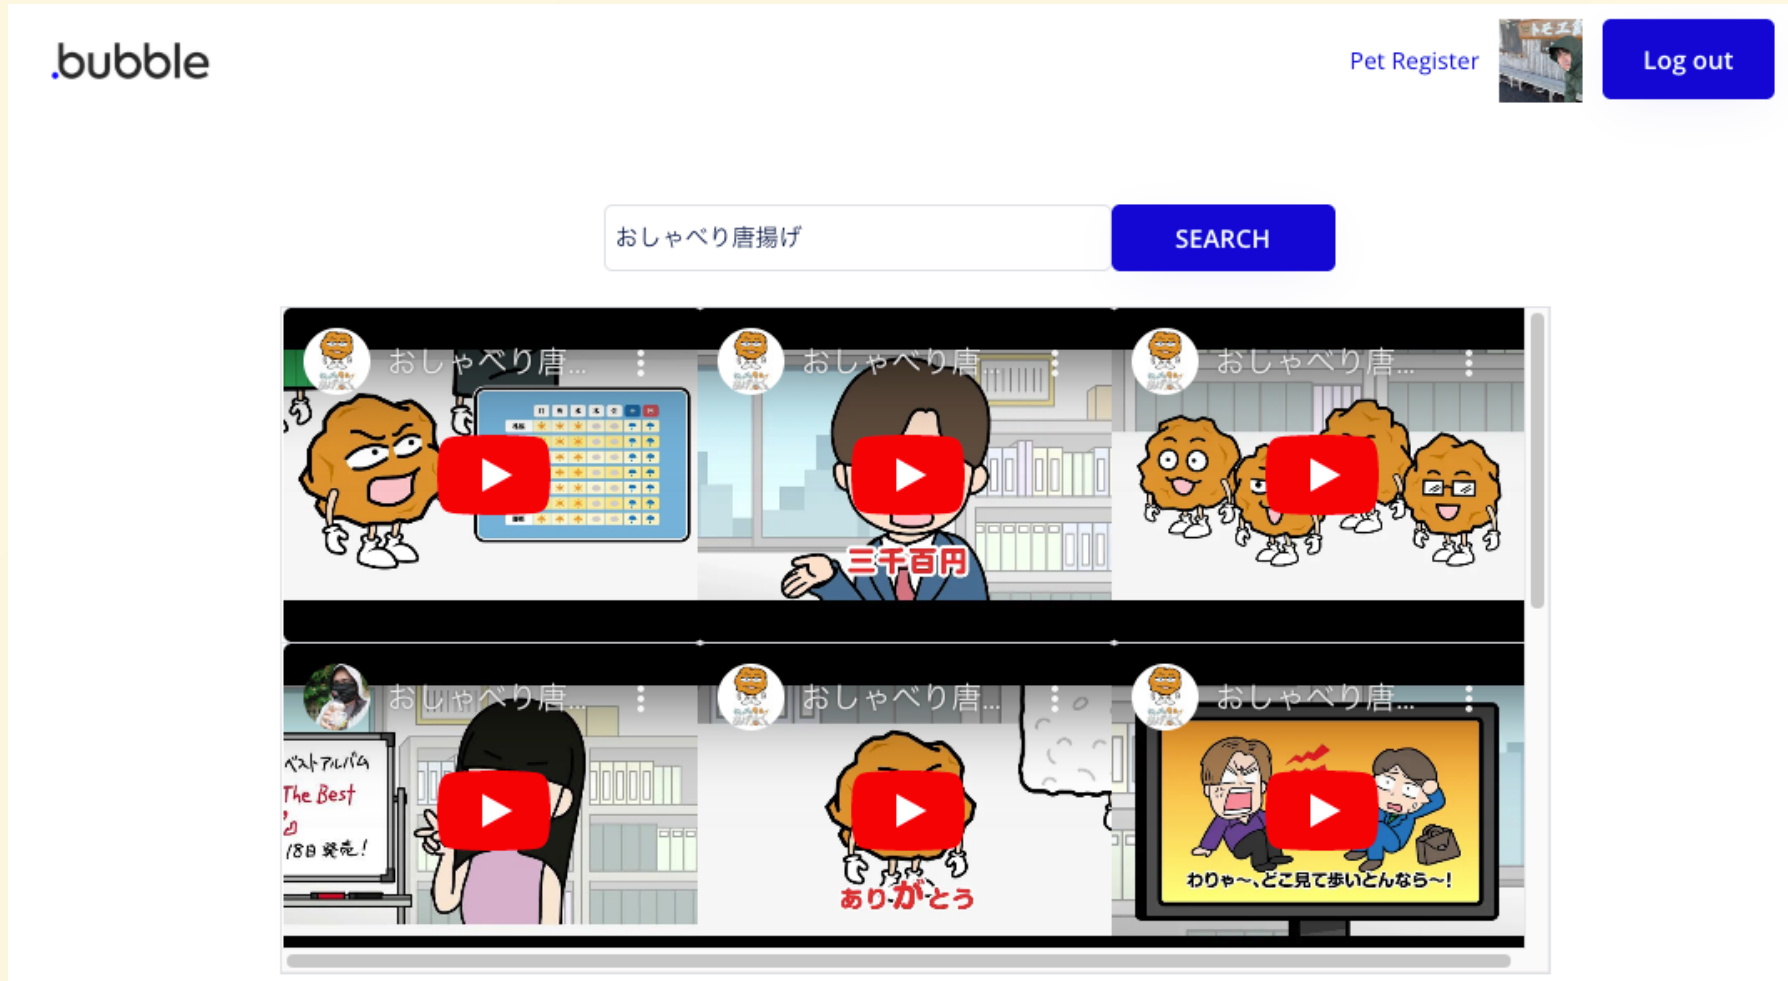 .bubble
Pet Register
Log out
おしゃべり唐揚げ
SEARCH
おしゃべり唐...
おしゃべり唐...
おしゃべり唐...
三千百円
おしゃべり唐...
おしゃべり唐...
おしゃべり唐...
ベストアルバム
The Best
18日発売!
ありがとう
わりゃ〜、どこ見て歩いとんなら〜!